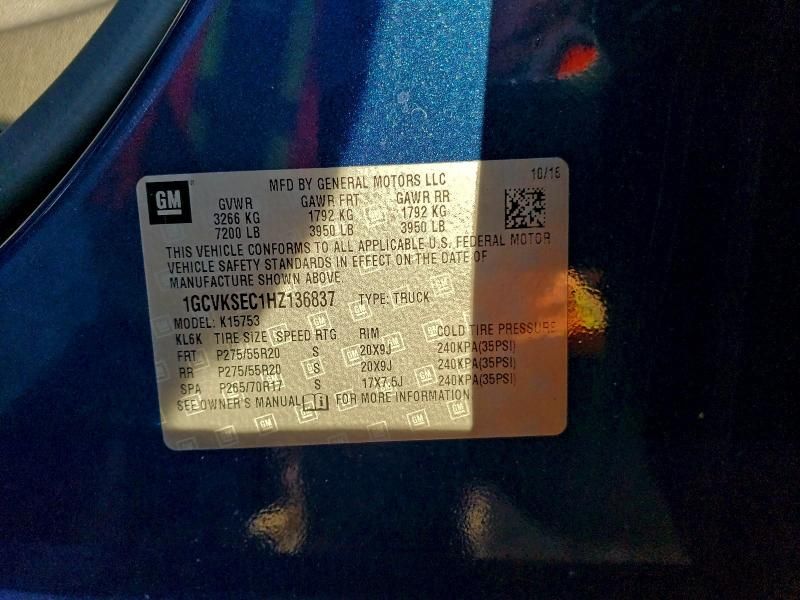 GM
MFD BY GENERAL MOTORS LLC
10/16
GVWR GAWR FRT GAWR RR
3266 KG 1792 KG 1792 KG
7200 LB 3950 LB 3950 LB
THIS VEHICLE CONFORMS TO ALL APPLICABLE U.S. FEDERAL MOTOR
VEHICLE SAFETY STANDARDS IN EFFECT ON THE DATE OF
MANUFACTURE SHOWN ABOVE.
1GCVKSEC1HZ136837 TYPE: TRUCK
MODEL: K15753
KL6K TIRE SIZE SPEED RTG RIM COLD TIRE PRESSURE
FRT P275/55R20 S 20X9J 240KPA(35PSI)
RR P275/55R20 S 20X9J 240KPA(35PSI)
SPA P265/70R17 S 17X7.5J 240KPA(35PSI)
SEE OWNER'S MANUAL i FOR MORE INFORMATION